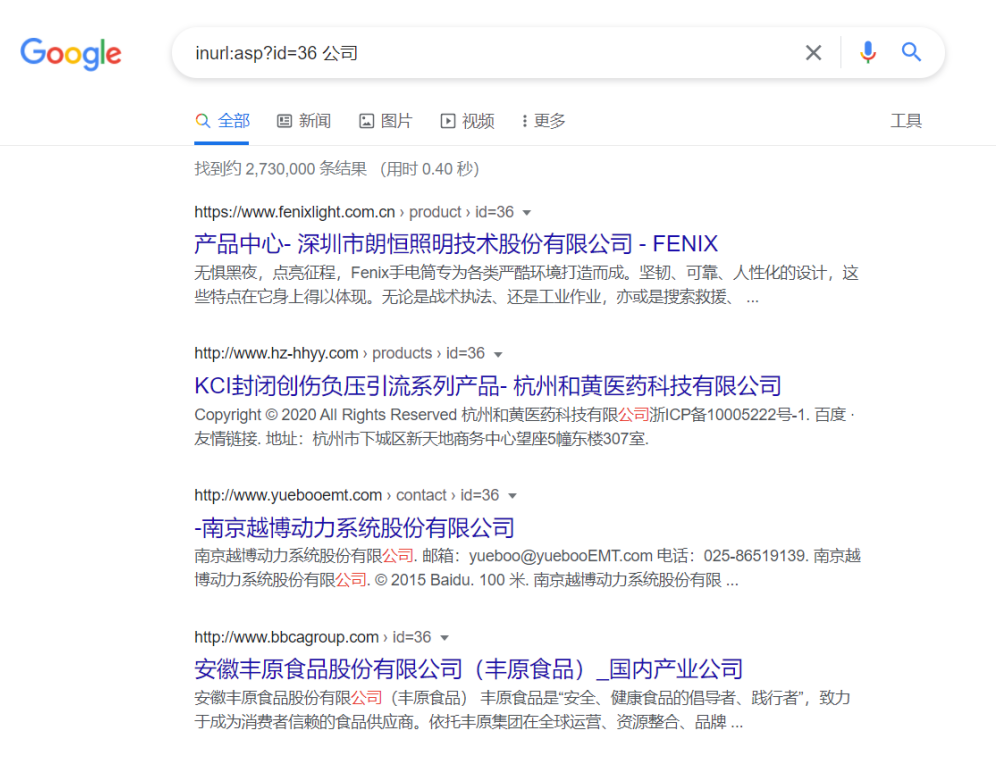 Google
inurl:asp?id=36 公司
全部 新闻 图片 视频 更多 工具
找到约 2,730,000 条结果 （用时 0.40 秒）
https://www.fenixlight.com.cn › product › id=36
产品中心- 深圳市朗恒照明技术股份有限公司 - FENIX
无惧黑夜，点亮征程，Fenix手电筒专为各类严酷环境打造而成。坚韧、可靠、人性化的设计，这
些特点在它身上得以体现。无论是战术执法、还是工业作业，亦或是搜索救援、 ...
http://www.hz-hhyy.com › products › id=36
KCI封闭创伤负压引流系列产品- 杭州和黄医药科技有限公司
Copyright © 2020 All Rights Reserved 杭州和黄医药科技有限公司浙ICP备10005222号-1. 百度 ·
友情链接. 地址：杭州市下城区新天地商务中心望座5幢东楼307室.
http://www.yuebooemt.com › contact › id=36
-南京越博动力系统股份有限公司
南京越博动力系统股份有限公司. 邮箱：yueboo@yuebooEMT.com 电话：025-86519139. 南京越
博动力系统股份有限公司. © 2015 Baidu. 100 米. 南京越博动力系统股份有限 ...
http://www.bbcagroup.com › id=36
安徽丰原食品股份有限公司（丰原食品）_国内产业公司
安徽丰原食品股份有限公司（丰原食品） 丰原食品是“安全、健康食品的倡导者、践行者”，致力
于成为消费者信赖的食品供应商。依托丰原集团在全球运营、资源整合、品牌 ...